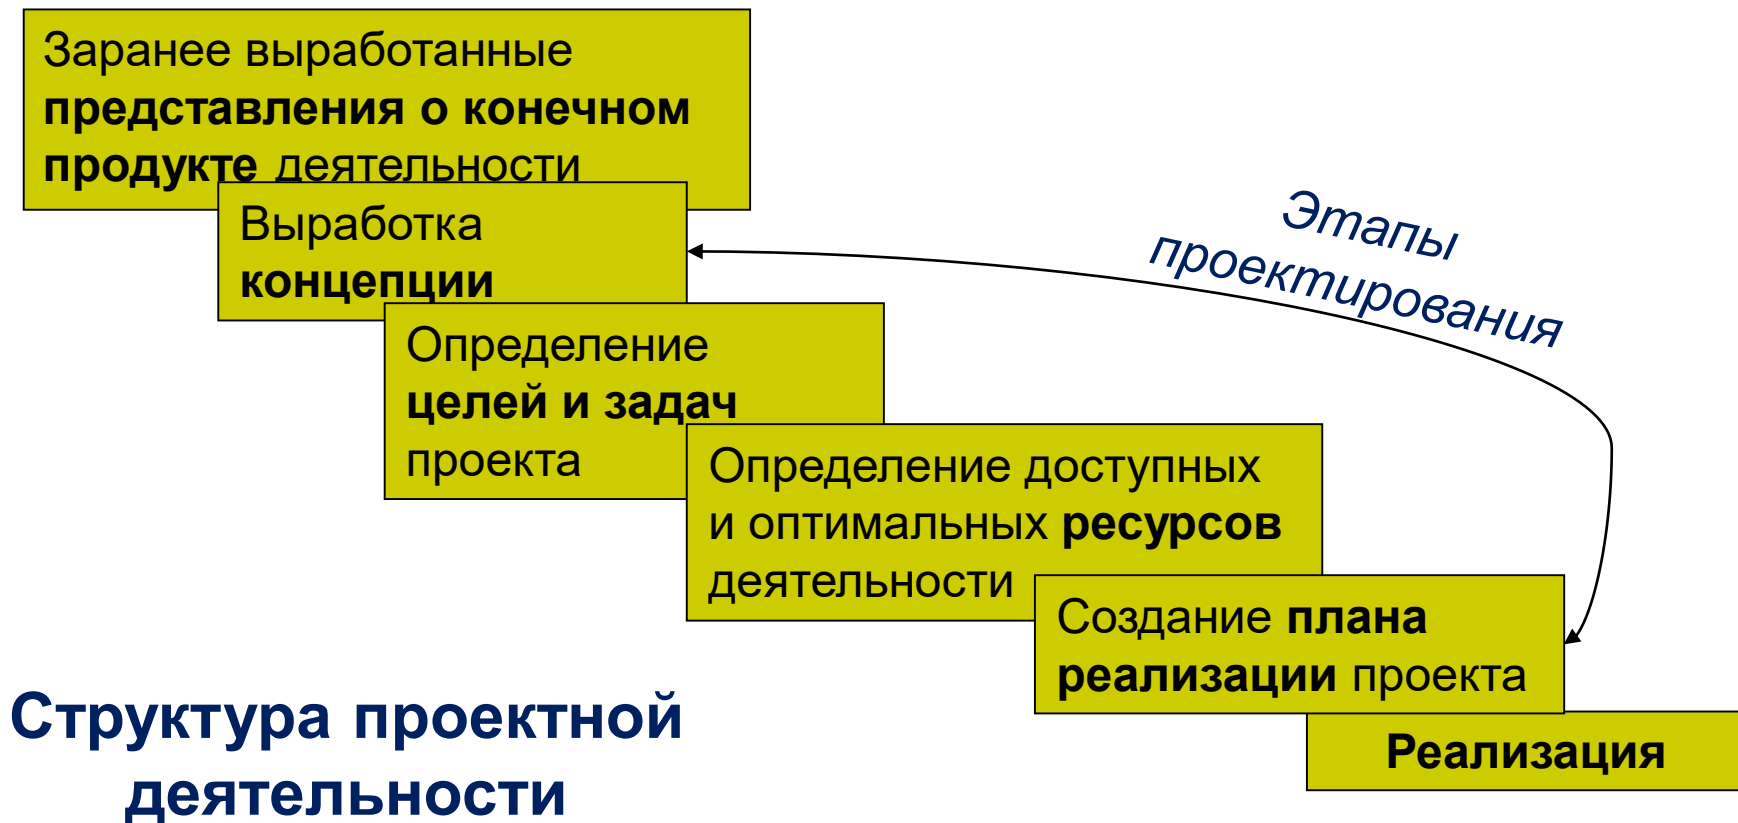 Заранее выработанные
представления о конечном
продукте деятельности
Выработка
концепции
Этапы
проектирования
Определение
целей и задач
проекта
Определение доступных
и оптимальных ресурсов
деятельности
Создание плана
реализации проекта
Реализация
Структура проектной
деятельности